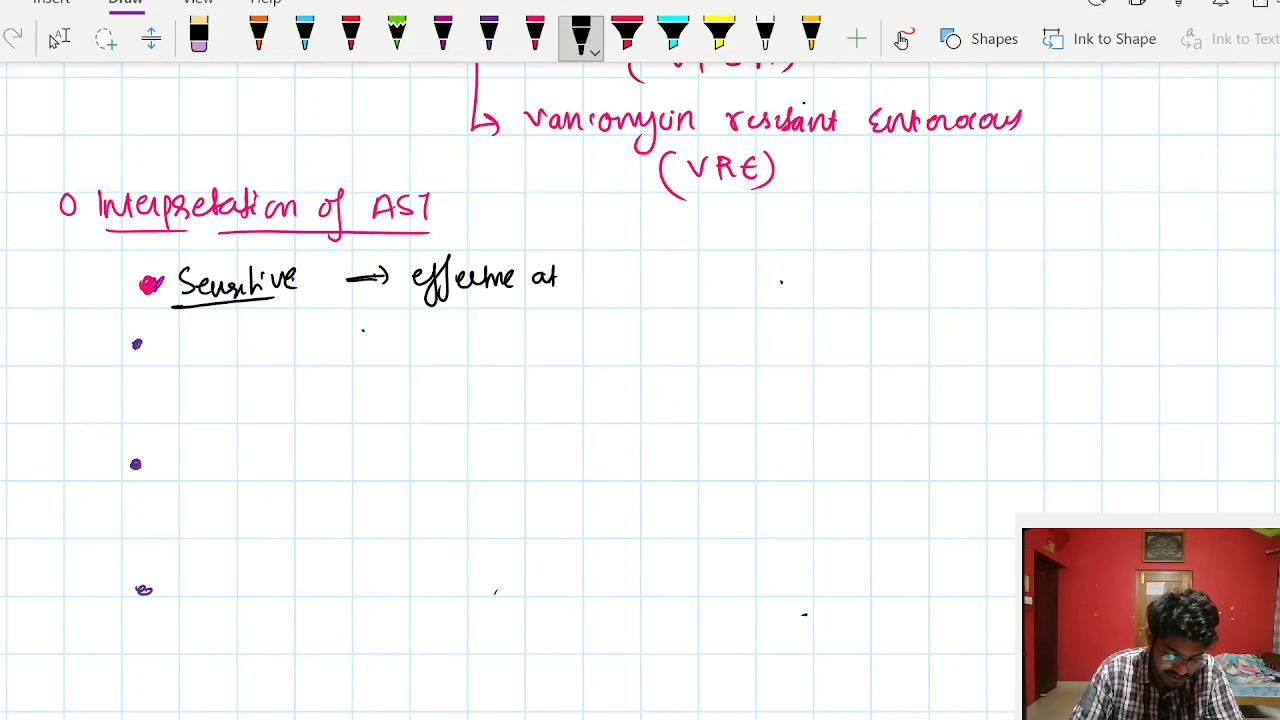 Insert Draw View Help
Shapes Ink to Shape Ink to Text
Vancomycin resistant Enterococcus
(VRE)
O Interpretation of AST
Sensitive → effective at